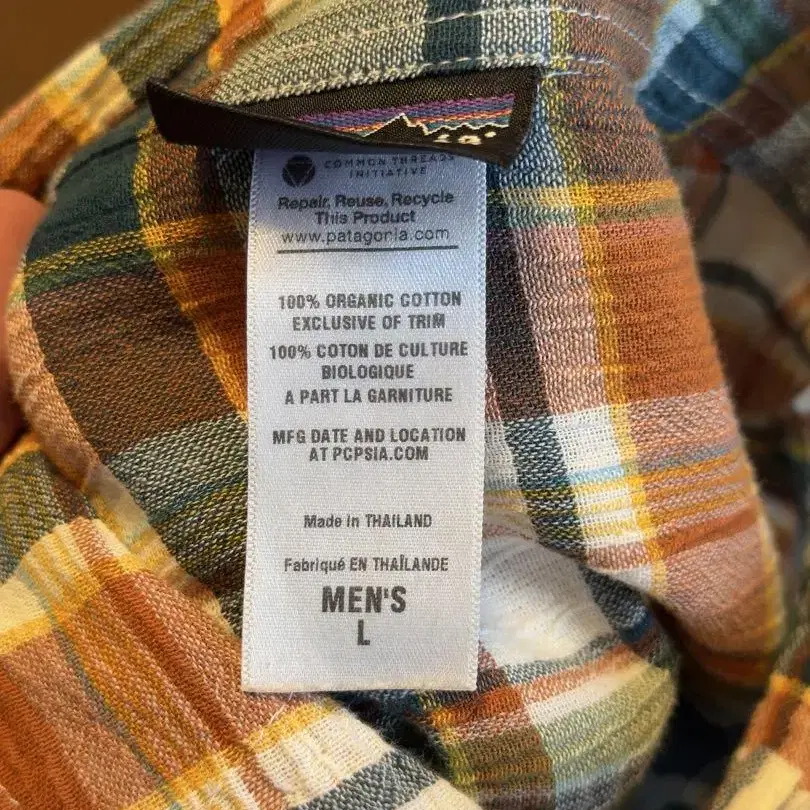 COMMON THREADS
INITIATIVE
Repair, Reuse, Recycle
This Product
www.patagonia.com
100% ORGANIC COTTON
EXCLUSIVE OF TRIM
100% COTON DE CULTURE
BIOLOGIQUE
A PART LA GARNITURE
MFG DATE AND LOCATION
AT PCPSIA.COM
Made in THAILAND
Fabriqué EN THAÏLANDE
MEN'S
L